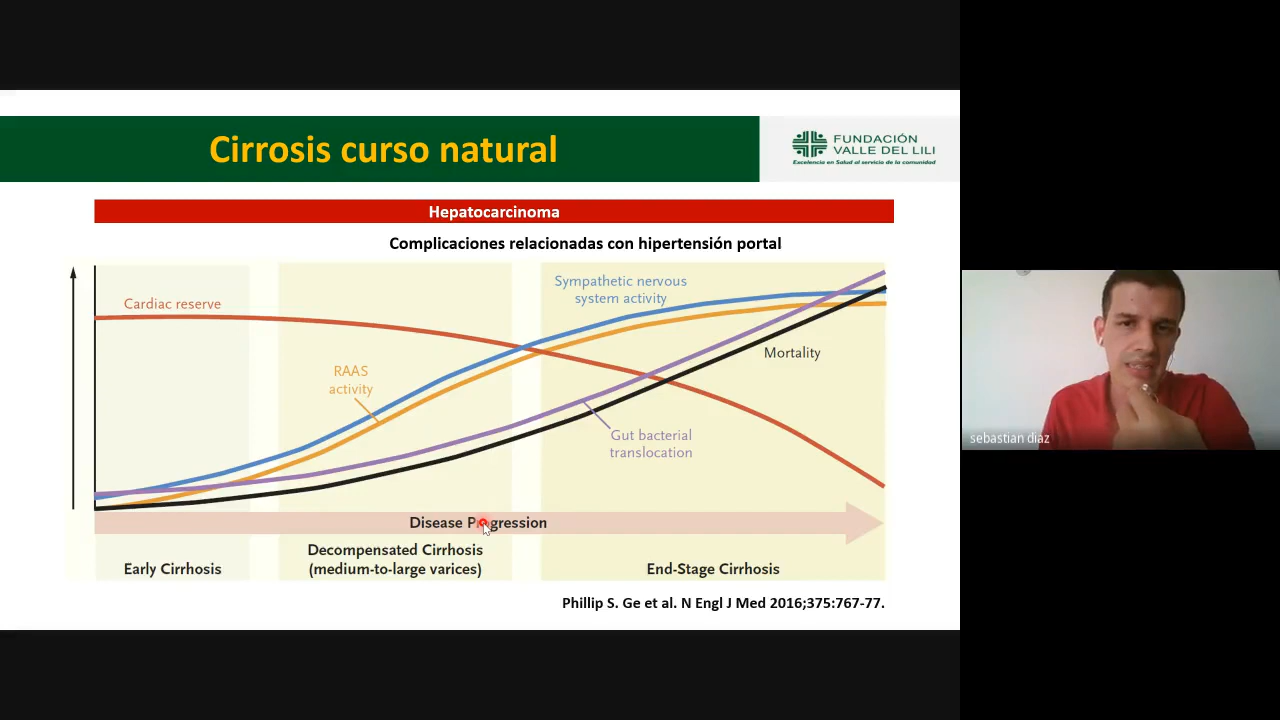 Cirrosis curso natural
FUNDACIÓN
VALLE DEL LILI
Excelencia en Salud al servicio de la comunidad
Hepatocarcinoma
Complicaciones relacionadas con hipertensión portal
Cardiac reserve
Sympathetic nervous
system activity
RAAS
activity
Mortality
Gut bacterial
translocation
Disease Progression
Early Cirrhosis
Decompensated Cirrhosis
(medium-to-large varices)
End-Stage Cirrhosis
Phillip S. Ge et al. N Engl J Med 2016;375:767-77.
sebastian diaz